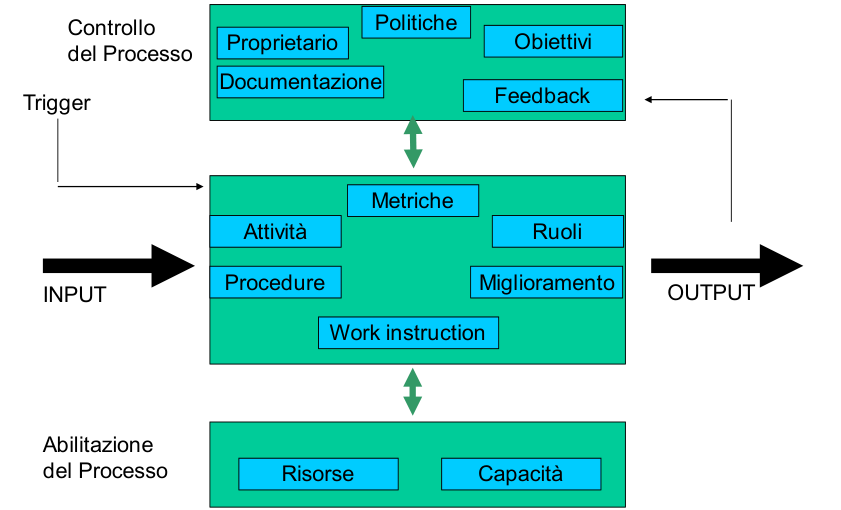 Controllo
del Processo
Politiche
Proprietario
Obiettivi
Documentazione
Feedback
Trigger
Metriche
Attività
Ruoli
Procedure
Miglioramento
INPUT
OUTPUT
Work instruction
Abilitazione
del Processo
Risorse
Capacità